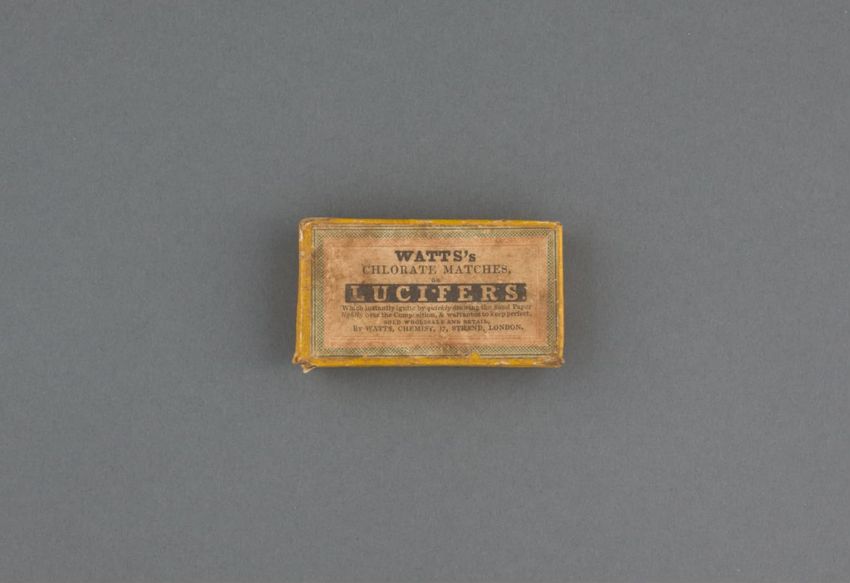 WATTS's
CHLORATE MATCHES,
OR
LUCIFERS.
Which instantly ignite by quickly drawing the Sand Paper
lightly over the Composition, & warranted to keep perfect.
SOLD WHOLESALE AND RETAIL,
By WATTS, CHEMIST, 17, STRAND, LONDON.